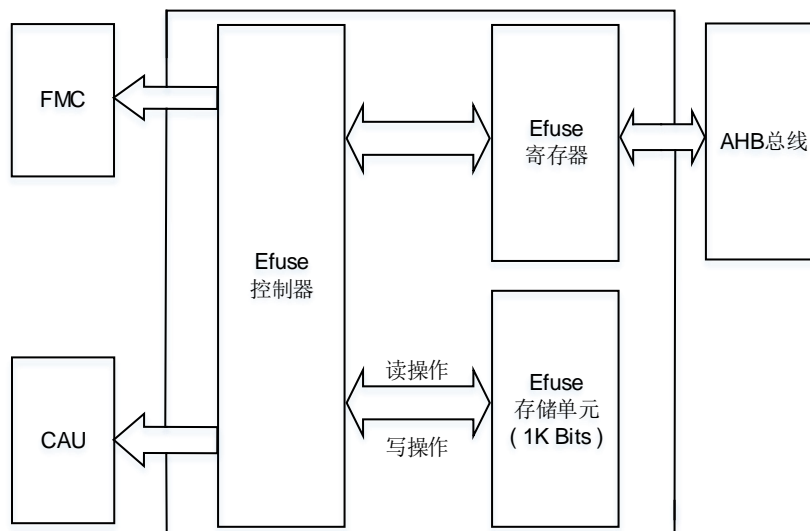 FMC
Efuse
寄存器
AHB总线
Efuse
控制器
读操作
Efuse
存储单元
( 1K Bits )
CAU
写操作